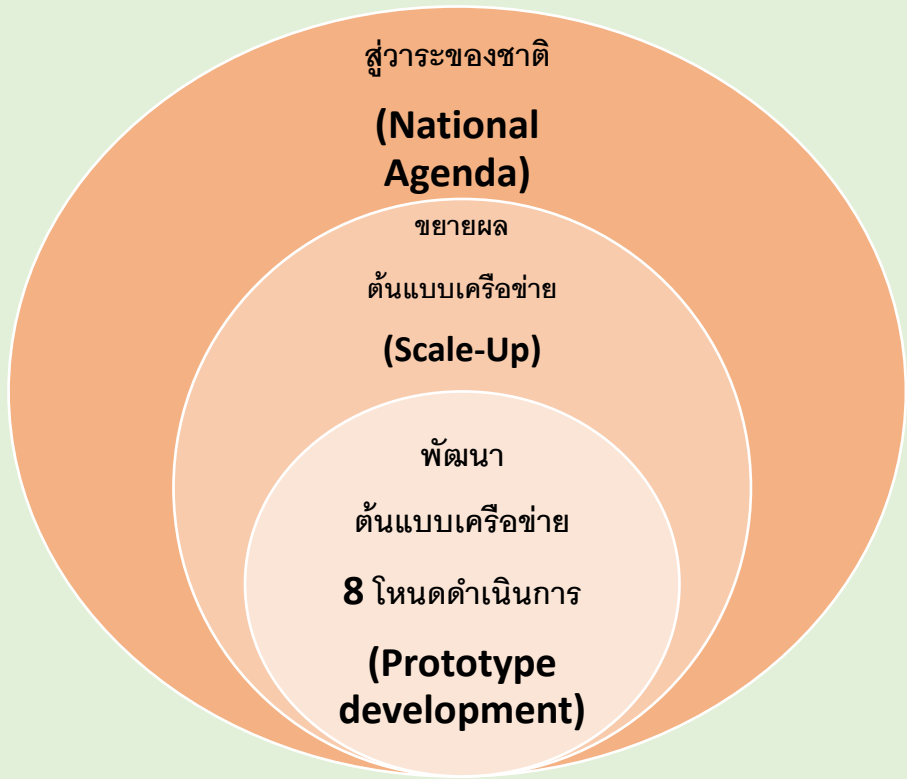 สู่วาระของชาติ
(National
Agenda)
ขยายผล
ต้นแบบเครือข่าย
(Scale-Up)
พัฒนา
ต้นแบบเครือข่าย
8 โหนดดำเนินการ
(Prototype
development)